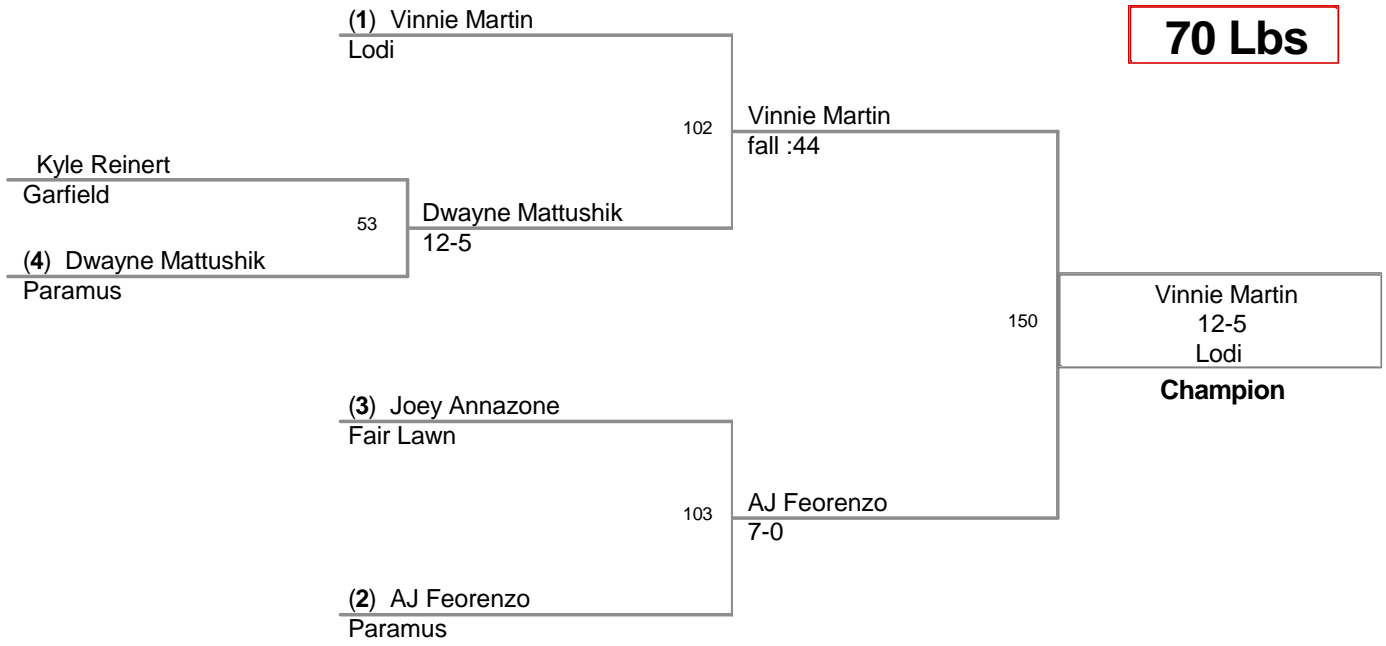 (1) Vinnie Martin
Lodi
70 Lbs
102
Vinnie Martin
fall :44
Kyle Reinert
Garfield
53
Dwayne Mattushik
12-5
(4) Dwayne Mattushik
Paramus
150
Vinnie Martin
12-5
Lodi
Champion
(3) Joey Annazone
Fair Lawn
103
AJ Feorenzo
7-0
(2) AJ Feorenzo
Paramus